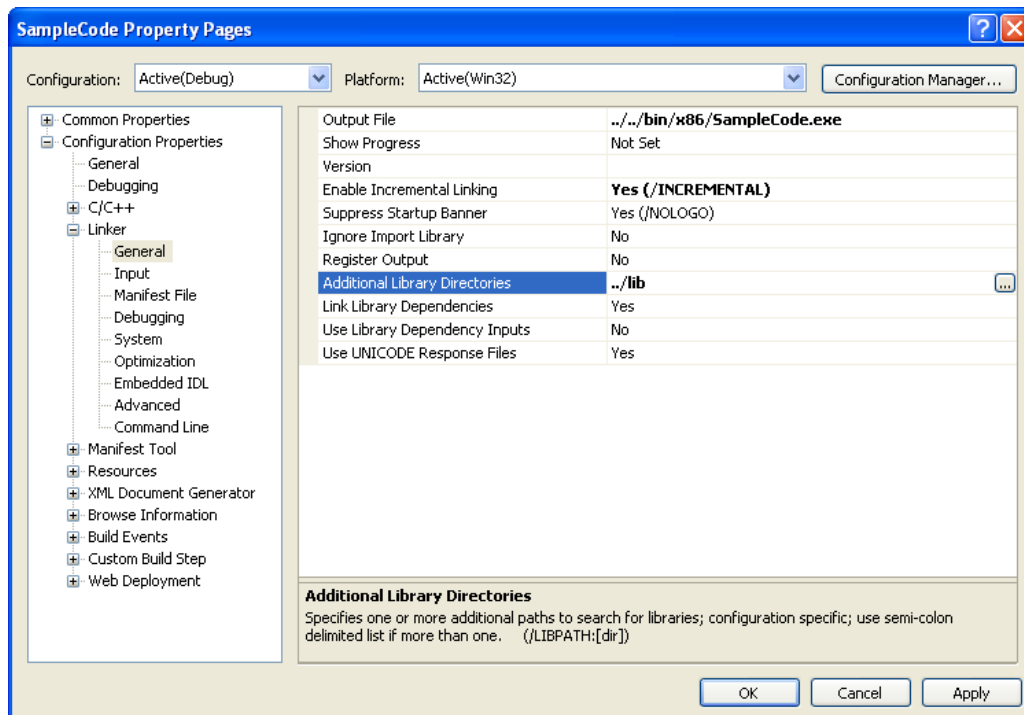 SampleCode Property Pages
Configuration: Active(Debug) Platform: Active(Win32) Configuration Manager...
Common Properties
Configuration Properties
General
Debugging
C/C++
Linker
General
Input
Manifest File
Debugging
System
Optimization
Embedded IDL
Advanced
Command Line
Manifest Tool
Resources
XML Document Generator
Browse Information
Build Events
Custom Build Step
Web Deployment
Output File ../../bin/x86/SampleCode.exe
Show Progress Not Set
Version
Enable Incremental Linking Yes (/INCREMENTAL)
Suppress Startup Banner Yes (/NOLOGO)
Ignore Import Library No
Register Output No
Additional Library Directories ../lib ...
Link Library Dependencies Yes
Use Library Dependency Inputs No
Use UNICODE Response Files Yes
Additional Library Directories
Specifies one or more additional paths to search for libraries; configuration specific; use semi-colon
delimited list if more than one. (/LIBPATH:[dir])
OK Cancel Apply